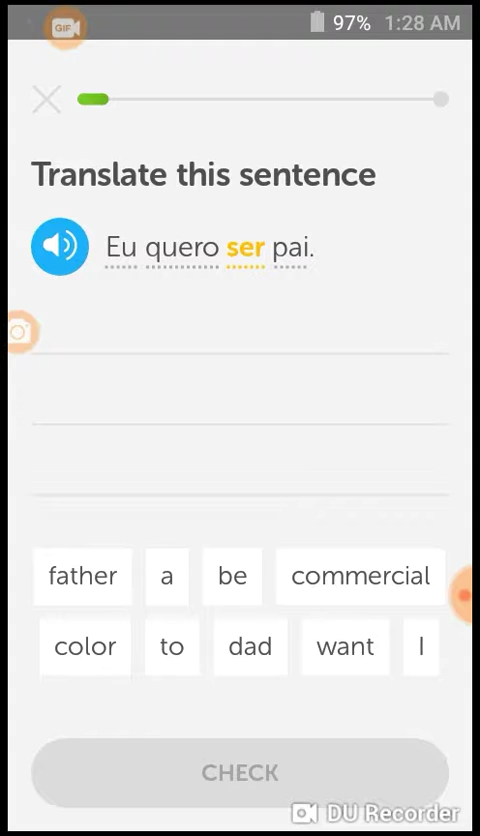 GIF 97% 1:28 AM
Translate this sentence
Eu quero ser pai.
father a be commercial
color to dad want I
CHECK
DU Recorder